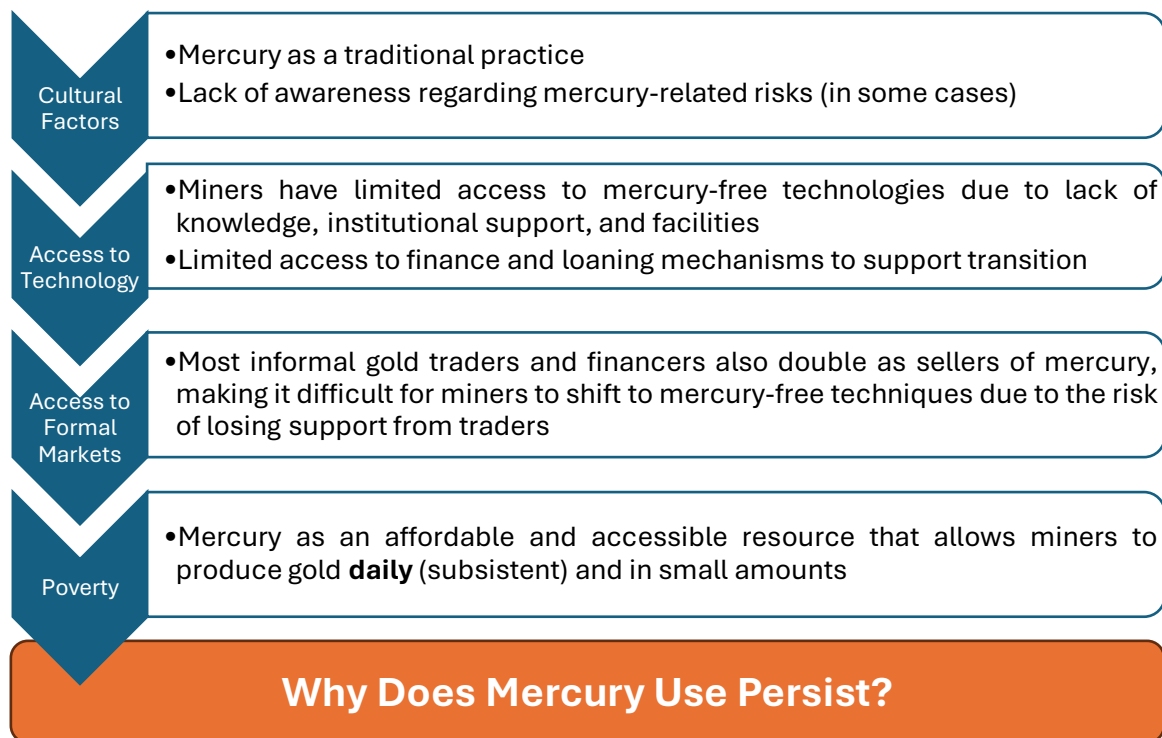 Cultural
Factors
•Mercury as a traditional practice
•Lack of awareness regarding mercury-related risks (in some cases)
Access to
Technology
•Miners have limited access to mercury-free technologies due to lack of
knowledge, institutional support, and facilities
•Limited access to finance and loaning mechanisms to support transition
Access to
Formal
Markets
•Most informal gold traders and financers also double as sellers of mercury,
making it difficult for miners to shift to mercury-free techniques due to the risk
of losing support from traders
Poverty
•Mercury as an affordable and accessible resource that allows miners to
produce gold daily (subsistent) and in small amounts
Why Does Mercury Use Persist?